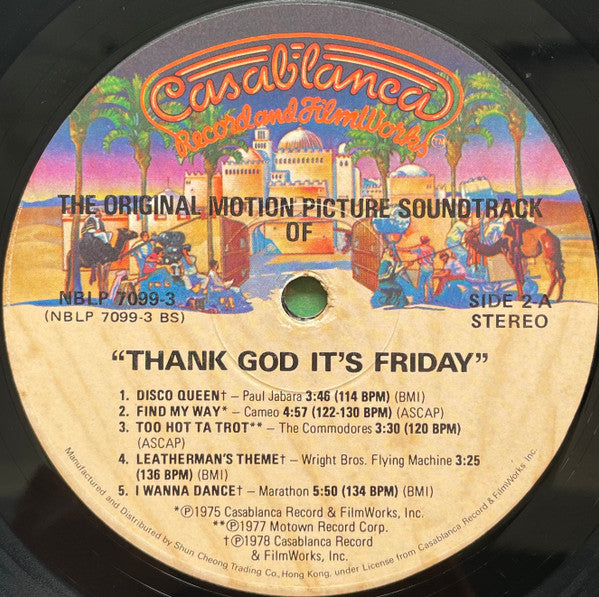 Casablanca
Record and FilmWorks™
THE ORIGINAL MOTION PICTURE SOUNDTRACK
OF
NBLP 7099-3
(NBLP 7099-3 BS)
SIDE 2-A
STEREO
“THANK GOD IT'S FRIDAY”
1. DISCO QUEEN† – Paul Jabara 3:46 (114 BPM) (BMI)
2. FIND MY WAY* – Cameo 4:57 (122-130 BPM) (ASCAP)
3. TOO HOT TA TROT** – The Commodores 3:30 (120 BPM)
(ASCAP)
4. LEATHERMAN'S THEME† – Wright Bros. Flying Machine 3:25
(136 BPM) (BMI)
5. I WANNA DANCE† – Marathon 5:50 (134 BPM) (BMI)
*Ⓟ1975 Casablanca Record & FilmWorks, Inc.
**Ⓟ1977 Motown Record Corp.
†Ⓟ1978 Casablanca Record
& FilmWorks, Inc.
Manufactured and Distributed by Shun Cheong Trading Co., Hong Kong. under License from Casablanca Record & FilmWorks Inc.